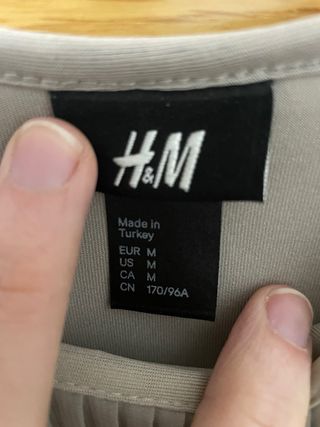 H&M
Made in
Turkey
EUR M
US M
CA M
CN 170/96A